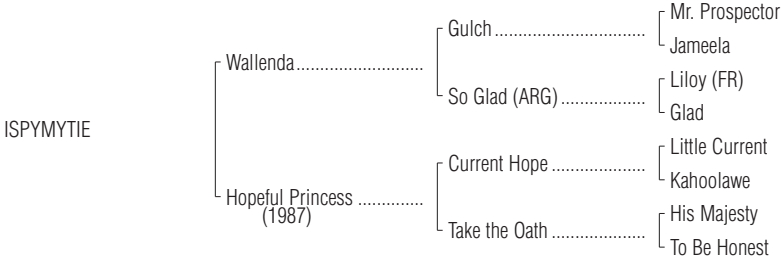 Mr. Prospector
Gulch ................................
Jameela
Wallenda...........................
Liloy (FR)
So Glad (ARG) ..................
Glad
ISPYMYTIE
Little Current
Current Hope ....................
Kahoolawe
Hopeful Princess ..............
(1987)
His Majesty
Take the Oath ....................
To Be Honest